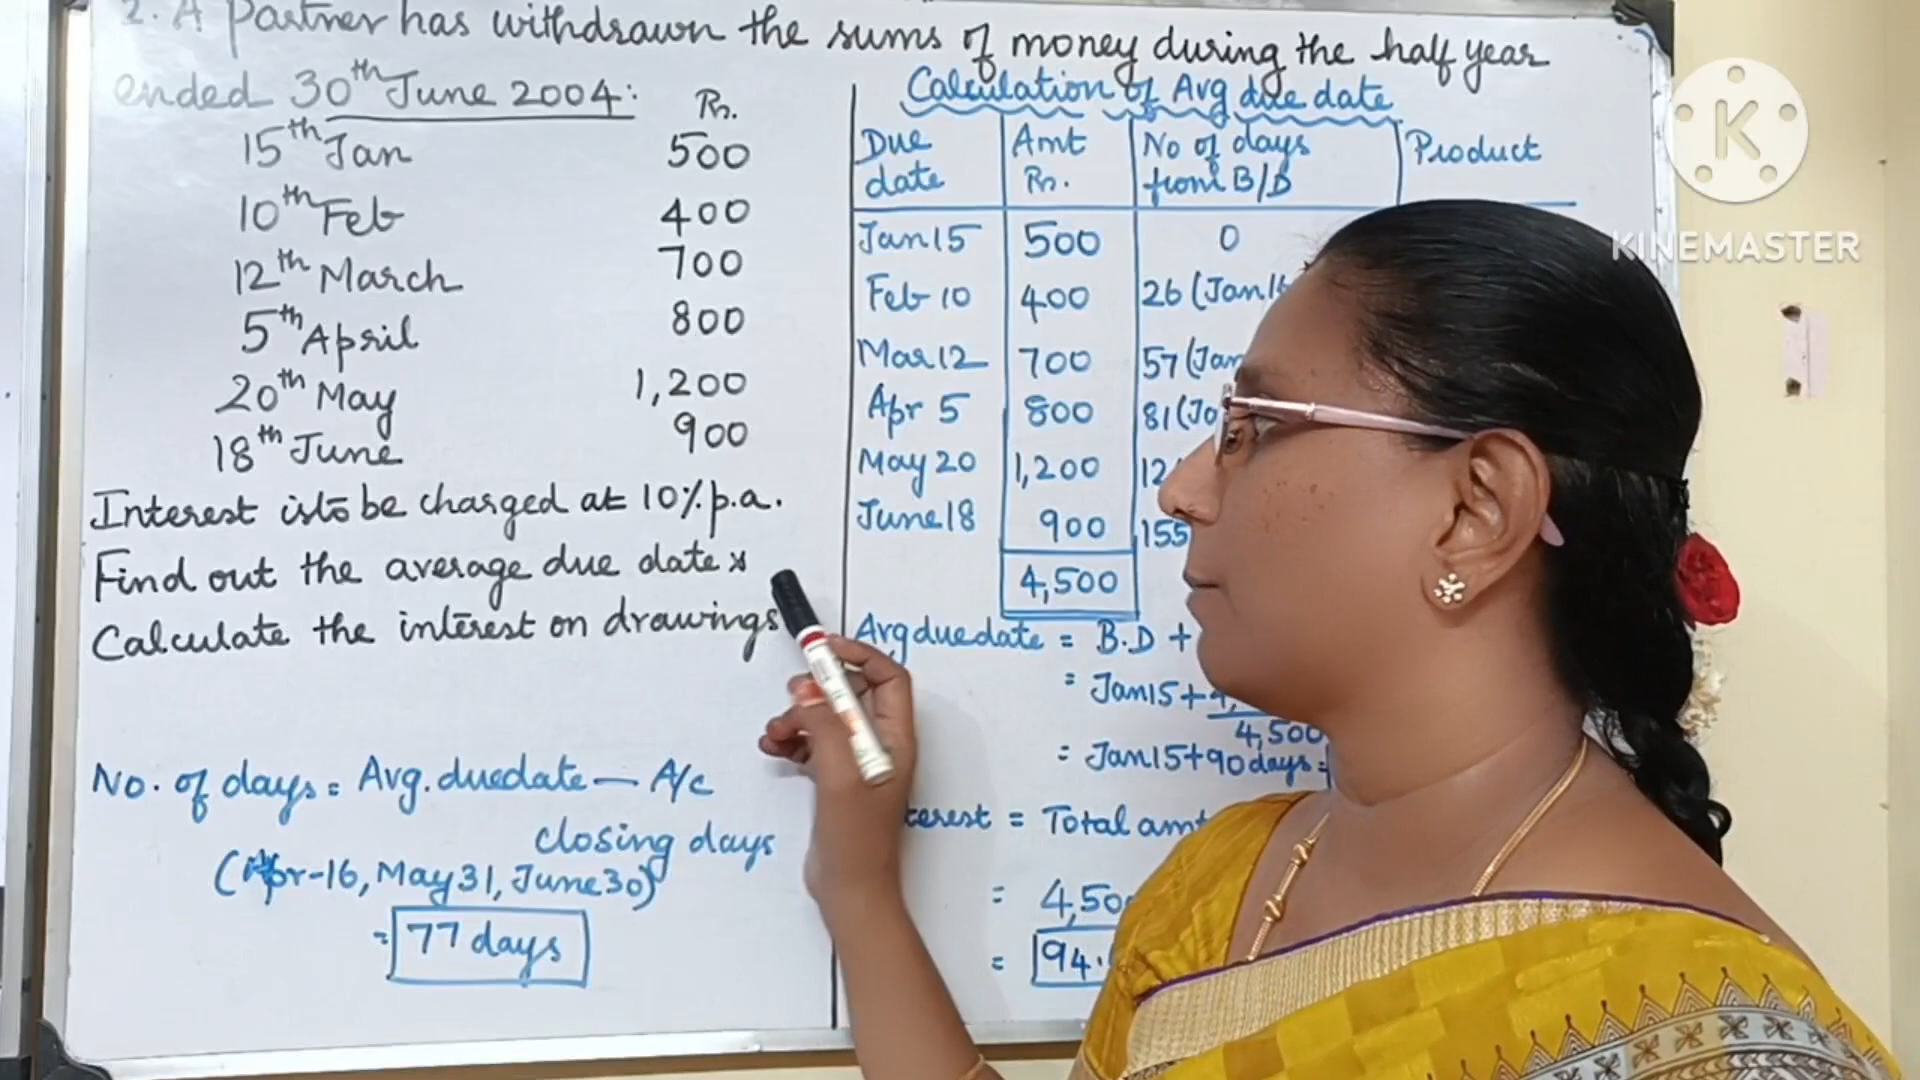 2. A partner has withdrawn the sums of money during the half year
ended 30th June 2004:
Rs.
15th Jan 500
10th Feb 400
12th March 700
5th April 800
20th May 1,200
18th June 900
Interest is to be charged at 10% p.a.
Find out the average due date &
Calculate the interest on drawings
No. of days = Avg. due date — A/c
closing days
(Apr-16, May 31, June 30)
= 77 days
Calculation of Avg due date
Due date Amt Rs. No of days from B/D Product
Jan 15 500 0
Feb 10 400 26 (Jan 16
Mar 12 700 57 (Jan
Apr 5 800 81 (Ja
May 20 1,200 12
June 18 900 155
4,500
Avg due date = B.D +
= Jan 15 + 4,
4,500
= Jan 15 + 90 days =
terest = Total amt
= 4,500
= 94.
K
KINEMASTER